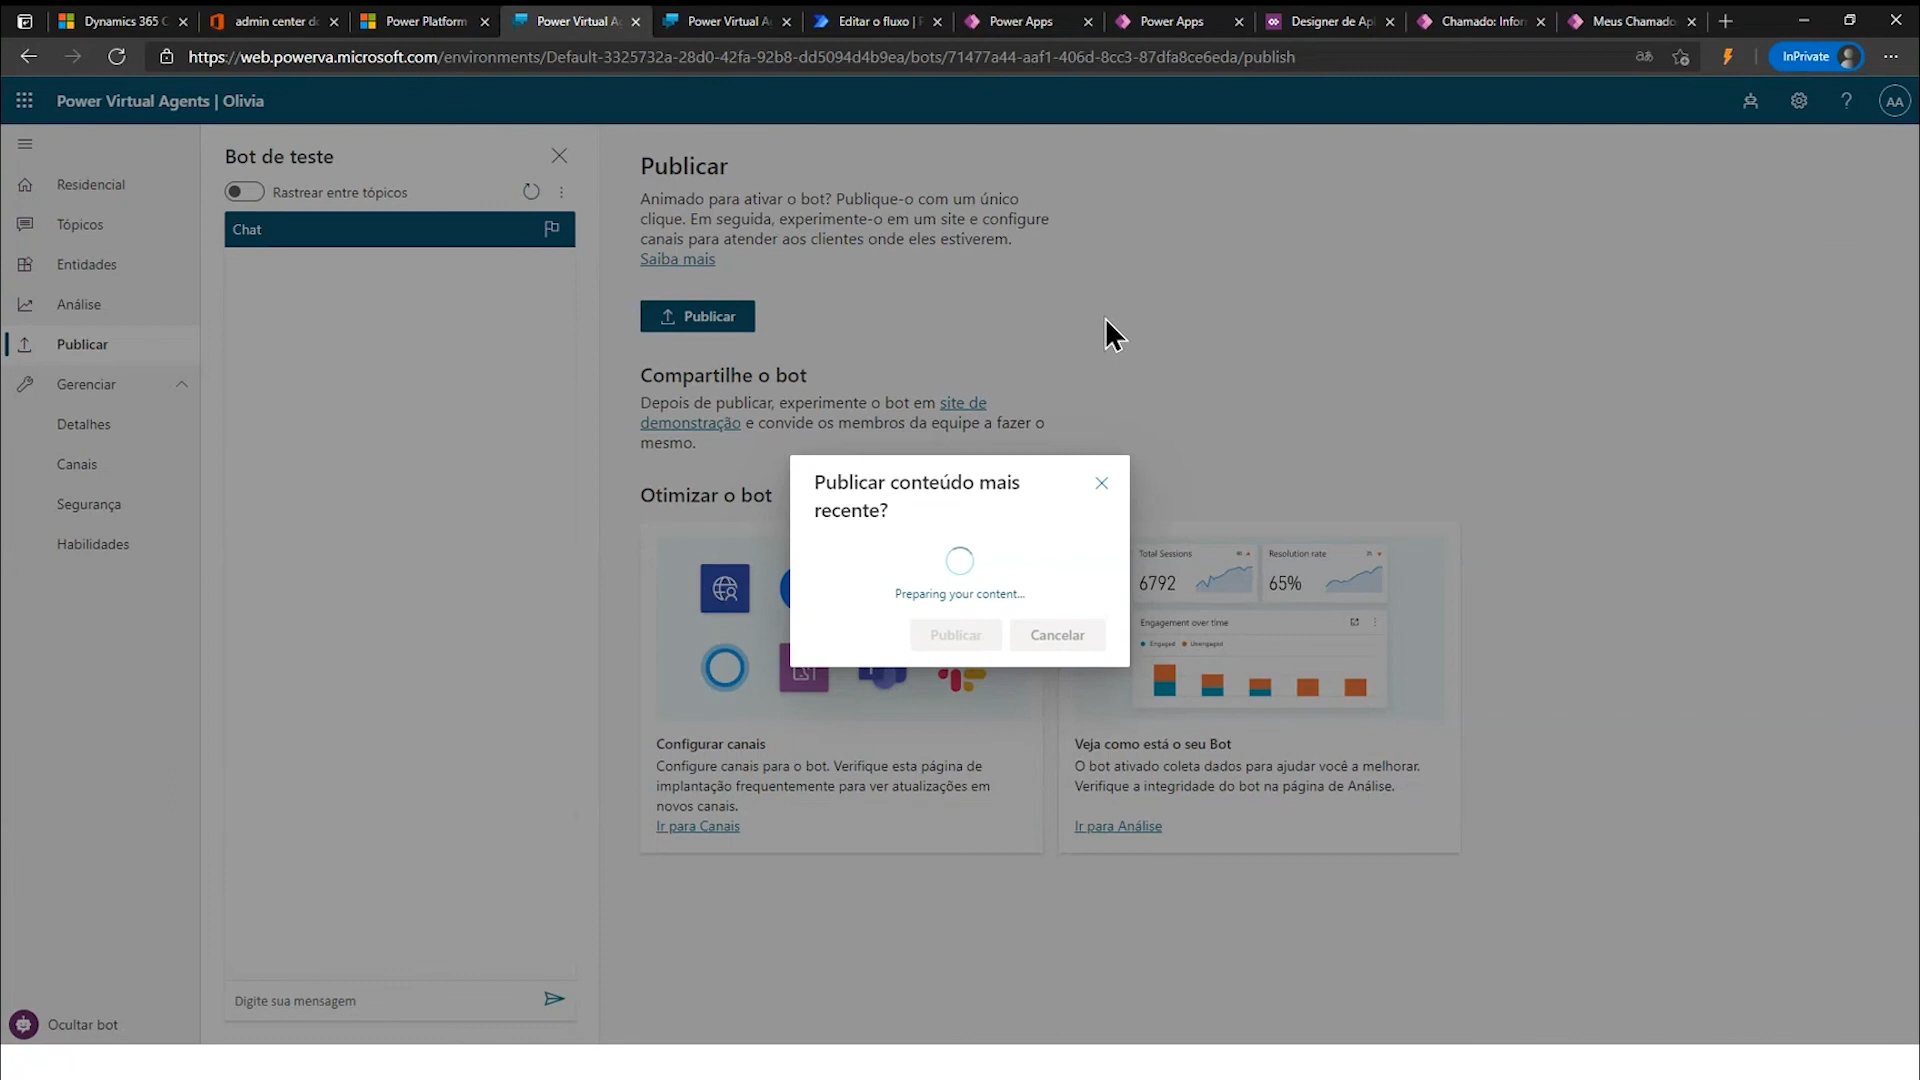 Dynamics 365 C
admin center d
Power Platform
Power Virtual A
Power Virtual A
Editar o fluxo | P
Power Apps
Power Apps
Designer de Apl
Chamado: Infor
Meus Chamado
https://web.powerva.microsoft.com/environments/Default-3325732a-28d0-42fa-92b8-dd5094d4b9ea/bots/71477a44-aaf1-406d-8cc3-87dfa8ce6eda/publish
InPrivate
Power Virtual Agents | Olivia
AA
Residencial
Tópicos
Entidades
Análise
Publicar
Gerenciar
Detalhes
Canais
Segurança
Habilidades
Ocultar bot
Bot de teste
Rastrear entre tópicos
Chat
Digite sua mensagem
Publicar
Animado para ativar o bot? Publique-o com um único
clique. Em seguida, experimente-o em um site e configure
canais para atender aos clientes onde eles estiverem.
Saiba mais
Publicar
Compartilhe o bot
Depois de publicar, experimente o bot em site de
demonstração e convide os membros da equipe a fazer o
mesmo.
Otimizar o bot
Publicar conteúdo mais
recente?
Preparing your content...
Publicar
Cancelar
Total Sessions
6792
Resolution rate
65%
Engagement over time
Engaged
Unengaged
Configurar canais
Configure canais para o bot. Verifique esta página de
implantação frequentemente para ver atualizações em
novos canais.
Ir para Canais
Veja como está o seu Bot
O bot ativado coleta dados para ajudar você a melhorar.
Verifique a integridade do bot na página de Análise.
Ir para Análise